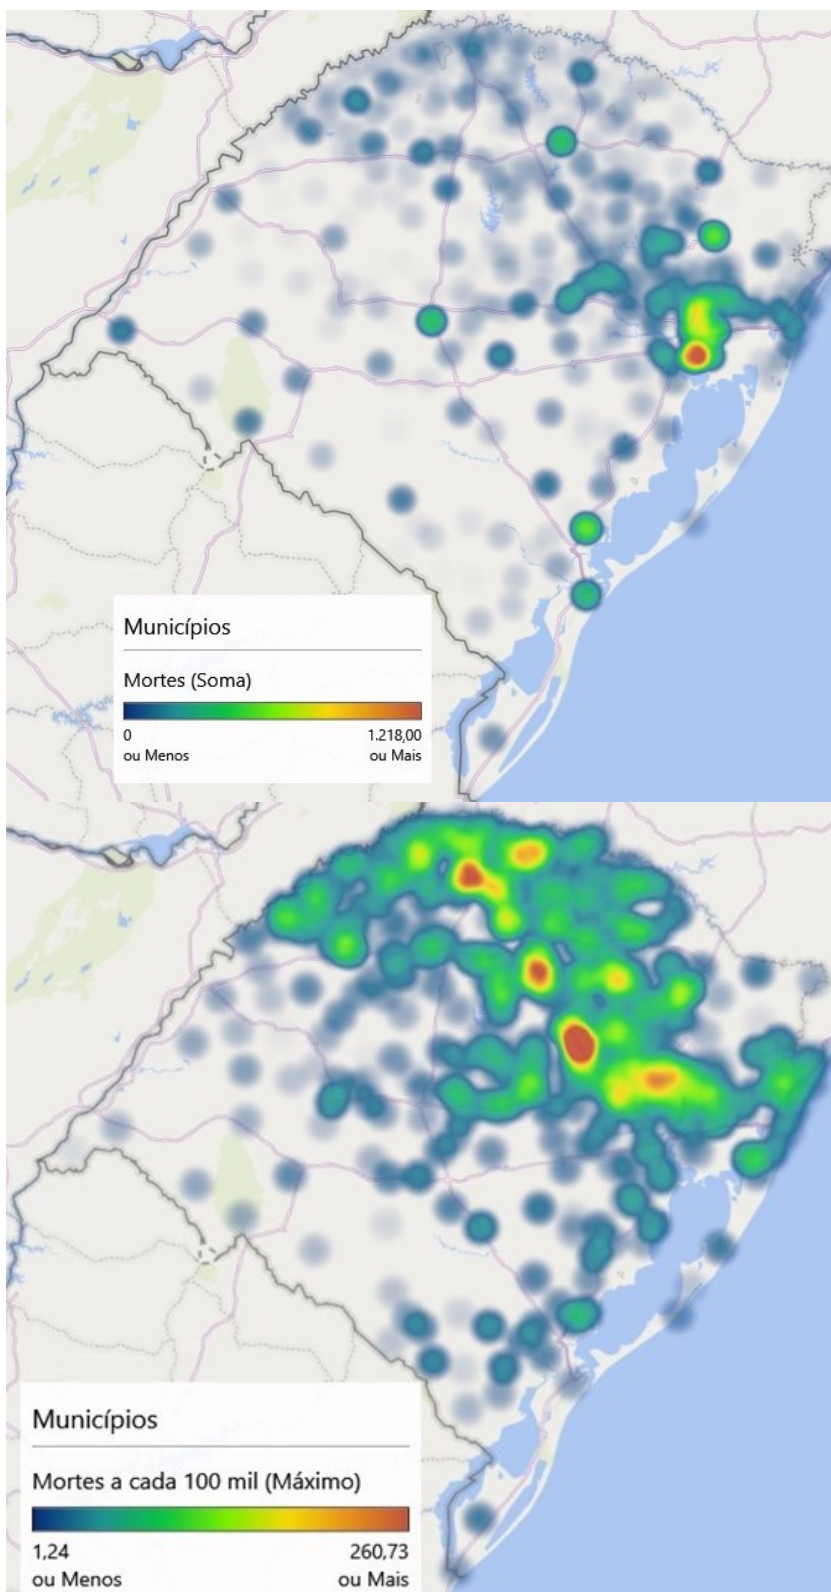 Municípios
Mortes (Soma)
0
1.218,00
ou Menos
ou Mais
Municípios
Mortes a cada 100 mil (Máximo)
1,24
260,73
ou Menos
ou Mais